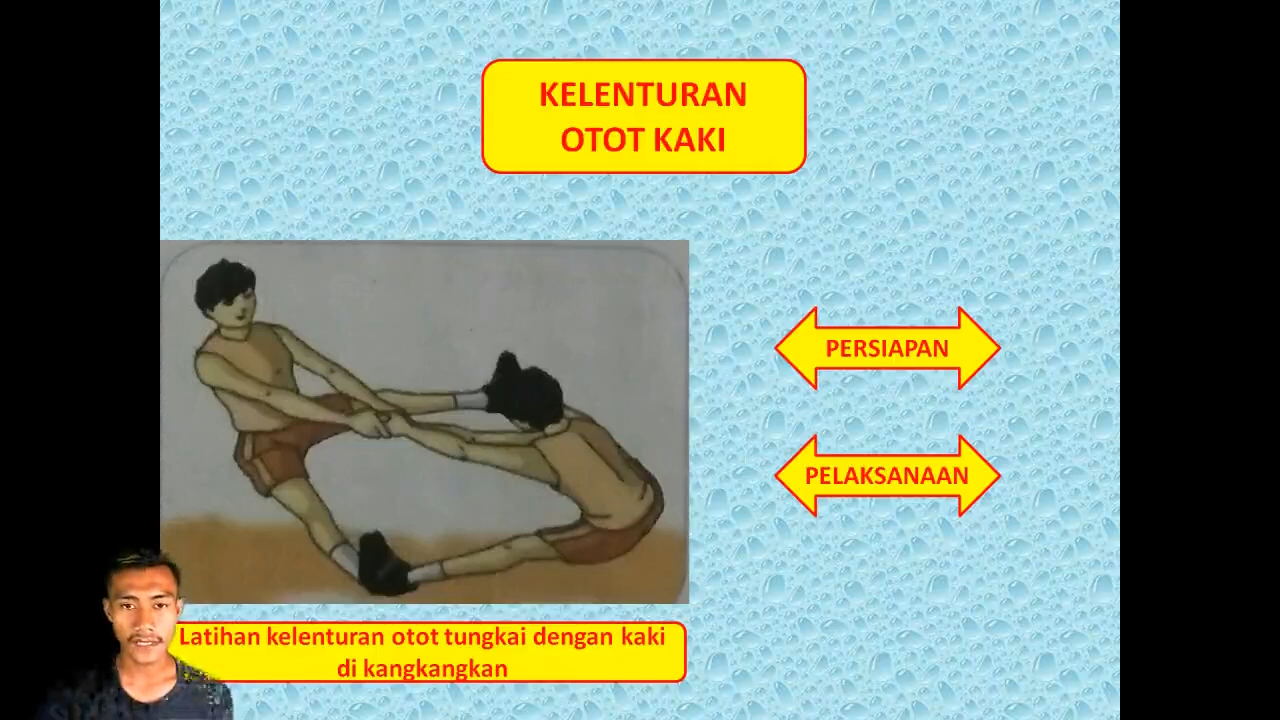 KELENTURAN
OTOT KAKI
PERSIAPAN
PELAKSANAAN
Latihan kelenturan otot tungkai dengan kaki
di kangkangkan